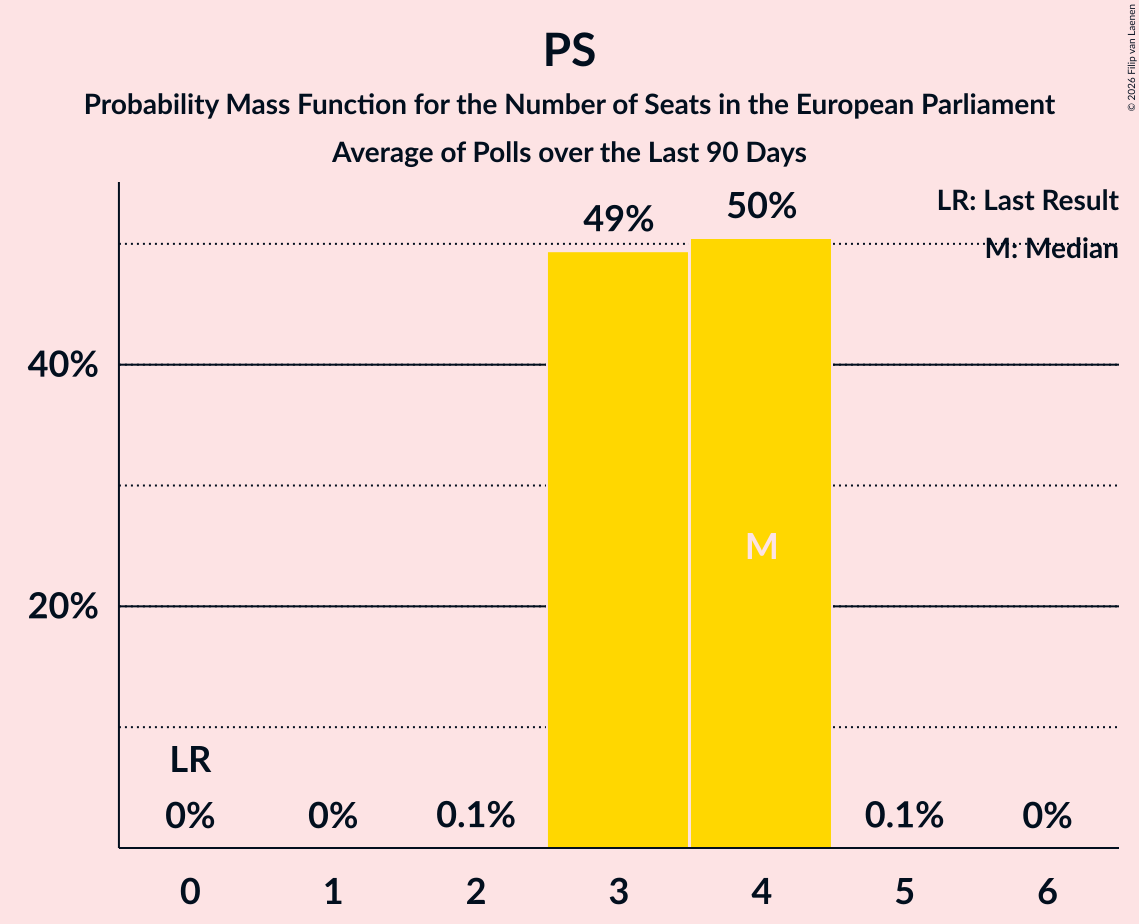 PS
Probability Mass Function for the Number of Seats in the European Parliament
Average of Polls over the Last 90 Days
© 2026 Filip van Laenen
LR: Last Result
M: Median
49%
50%
40%
20%
M
LR
0%
0%
0.1%
0.1%
0%
0
1
2
3
4
5
6